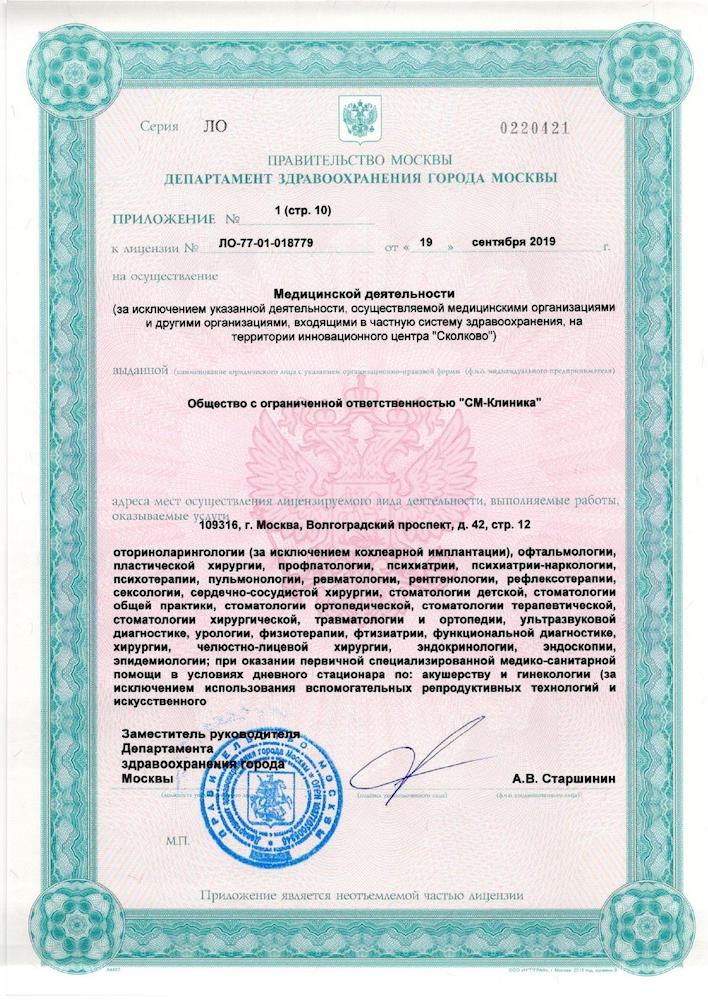 Серия ЛО 0220421
ПРАВИТЕЛЬСТВО МОСКВЫ
ДЕПАРТАМЕНТ ЗДРАВООХРАНЕНИЯ ГОРОДА МОСКВЫ
ПРИЛОЖЕНИЕ № 1 (стр. 10)
к лицензии № ЛО-77-01-018779 от « 19 » сентября 2019 г.
на осуществление
Медицинской деятельности
(за исключением указанной деятельности, осуществляемой медицинскими организациями
и другими организациями, входящими в частную систему здравоохранения, на
территории инновационного центра "Сколково")
выданной (наименование юридического лица с указанием организационно-правовой формы (ф.и.о. индивидуального предпринимателя)
Общество с ограниченной ответственностью "СМ-Клиника"
адреса мест осуществления лицензируемого вида деятельности, выполняемые работы,
оказываемые услуги
109316, г. Москва, Волгоградский проспект, д. 42, стр. 12
оториноларингологии (за исключением кохлеарной имплантации), офтальмологии,
пластической хирургии, профпатологии, психиатрии, психиатрии-наркологии,
психотерапии, пульмонологии, ревматологии, рентгенологии, рефлексотерапии,
сексологии, сердечно-сосудистой хирургии, стоматологии детской, стоматологии
общей практики, стоматологии ортопедической, стоматологии терапевтической,
стоматологии хирургической, травматологии и ортопедии, ультразвуковой
диагностике, урологии, физиотерапии, фтизиатрии, функциональной диагностике,
хирургии, челюстно-лицевой хирургии, эндокринологии, эндоскопии,
эпидемиологии; при оказании первичной специализированной медико-санитарной
помощи в условиях дневного стационара по: акушерству и гинекологии (за
исключением использования вспомогательных репродуктивных технологий и
искусственного
Заместитель руководителя
Департамента
здравоохранения города
Москвы А.В. Старшинин
(подпись уполномоченного лица) (ф.и.о. уполномоченного лица)
ПРАВИТЕЛЬСТВО МОСКВЫ
Департамент здравоохранения города Москвы
М.П.
Приложение является неотъемлемой частью лицензии